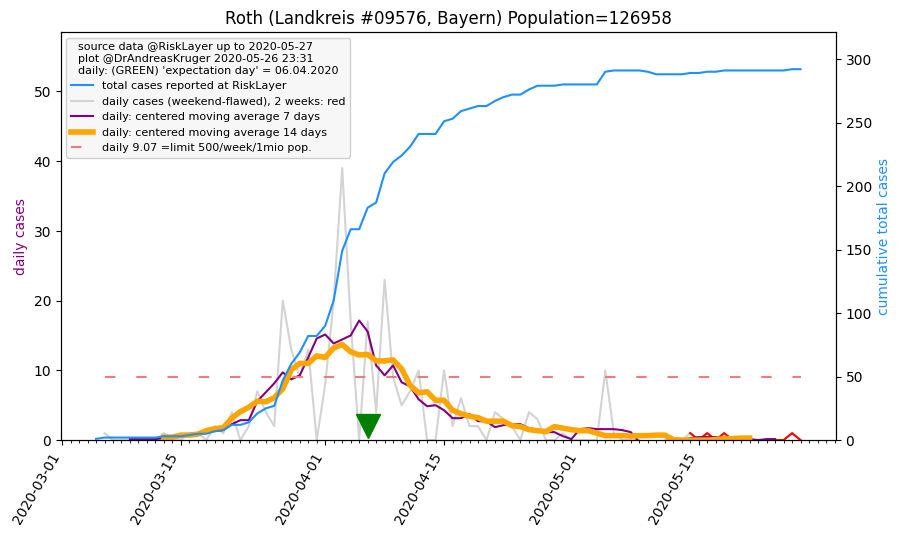 Roth (Landkreis #09576, Bayern) Population=126958
source data @RiskLayer up to 2020-05-27
plot @DrAndreasKruger 2020-05-26 23:31
daily: (GREEN) 'expectation day' = 06.04.2020
total cases reported at RiskLayer
daily cases (weekend-flawed), 2 weeks: red
daily: centered moving average 7 days
daily: centered moving average 14 days
daily 9.07 =limit 500/week/1mio pop.
daily cases
50
40
30
20
10
0
300
250
200
150
100
50
0
cumulative total cases
2020-03-01
2020-03-15
2020-04-01
2020-04-15
2020-05-01
2020-05-15